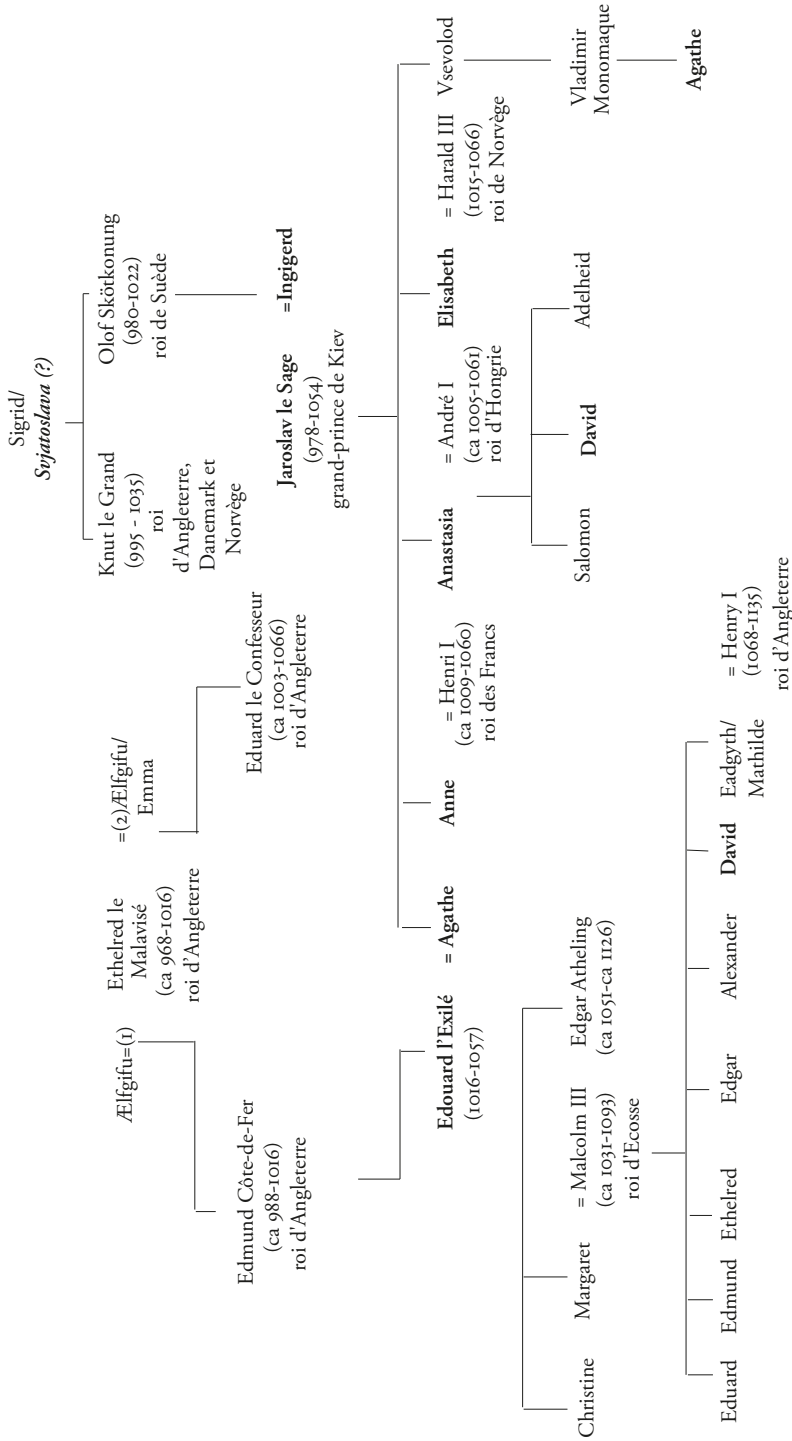 Sigrid/
Svjatoslava (?)
Ælfgifu=(1)
Ethelred le
Malavisé
(ca 968-1016)
roi d'Angleterre
=(2)Ælfgifu/
Emma
Knut le Grand
(995 - 1035)
roi
d'Angleterre,
Danemark et
Norvège
Olof Skötkonung
(980-1022)
roi de Suède
Edmund Côte-de-Fer
(ca 988-1016)
roi d'Angleterre
Eduard le Confesseur
(ca 1003-1066)
roi d'Angleterre
Jaroslav le Sage
(978-1054)
grand-prince de Kiev
=Ingigerd
Edouard l'Exilé
(1016-1057)
= Agathe
Anne
= Henri I
(ca 1009-1060)
roi des Francs
Anastasia
= André I
(ca 1005-1061)
roi d'Hongrie
Elisabeth
= Harald III
(1015-1066)
roi de Norvège
Vsevolod
Christine
Margaret
= Malcolm III
(ca 1031-1093)
roi d'Ecosse
Edgar Atheling
(ca 1051-ca 1126)
Salomon
David
Adelheid
Vladimir
Monomaque
Eduard
Edmund
Ethelred
Edgar
Alexander
David
Eadgyth/
Mathilde
= Henry I
(1068-1135)
roi d'Angleterre
Agathe